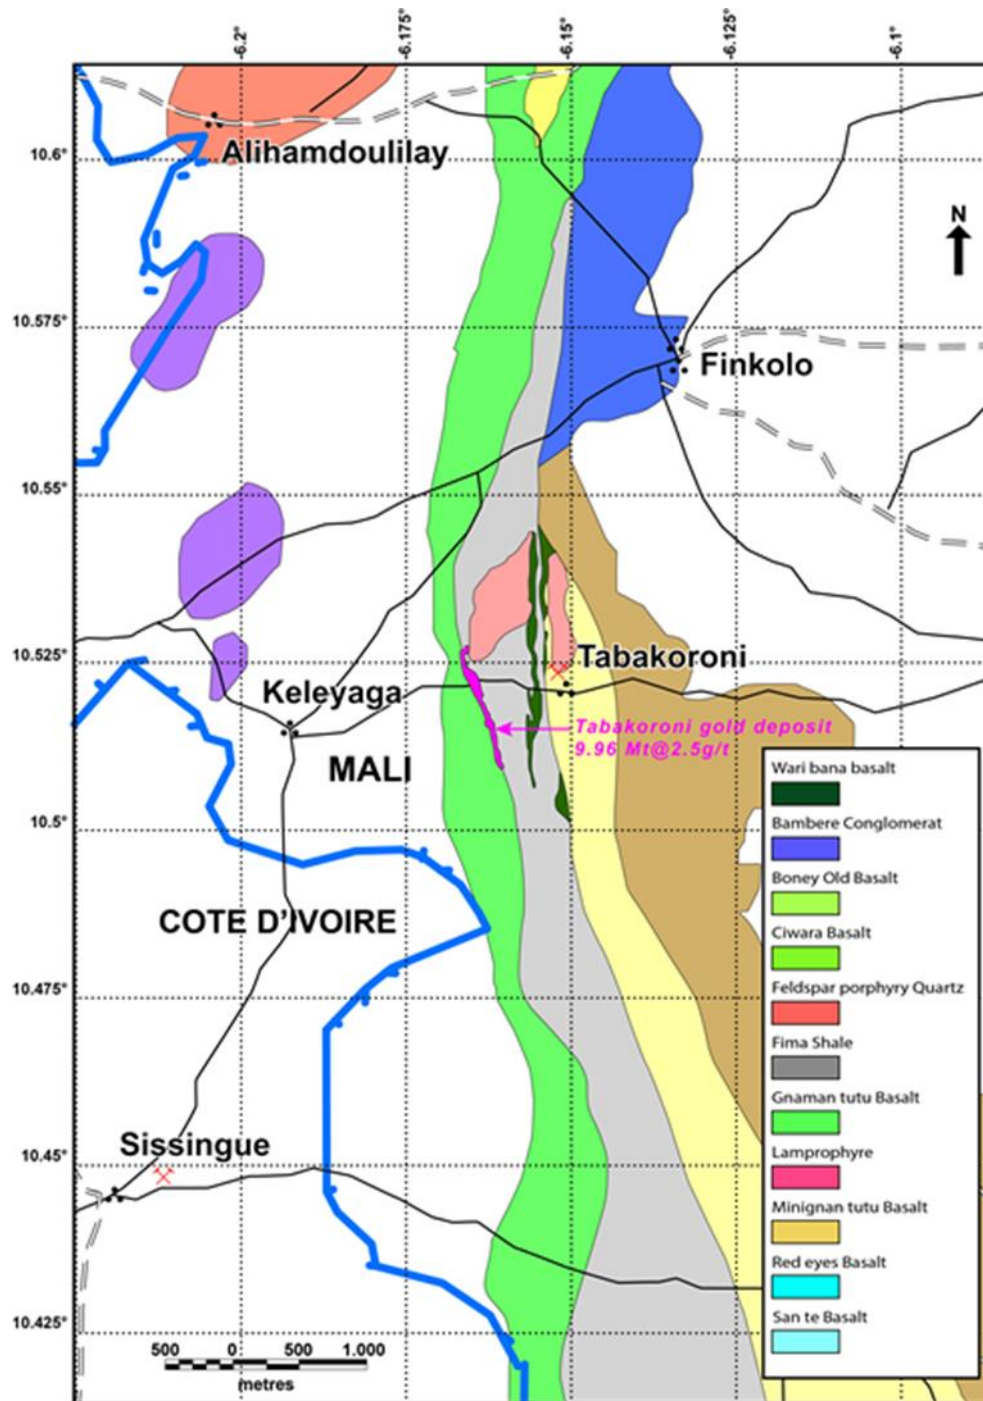 -6.2°
-6.175°
-6.15°
-6.125°
-6.1°
10.6°
Alihamdoulilay
N
10.575°
Finkolo
10.55°
10.525°
Tabakoroni
Keleyaga
Tabakoroni gold deposit
9.96 Mt@2.5g/t
MALI
10.5°
COTE D'IVOIRE
10.475°
10.45°
Sissingue
10.425°
500 0 500 1.000
metres
Wari bana basalt
Bambere Conglomerat
Boney Old Basalt
Ciwara Basalt
Feldspar porphyry Quartz
Fima Shale
Gnaman tutu Basalt
Lamprophyre
Minignan tutu Basalt
Red eyes Basalt
San te Basalt